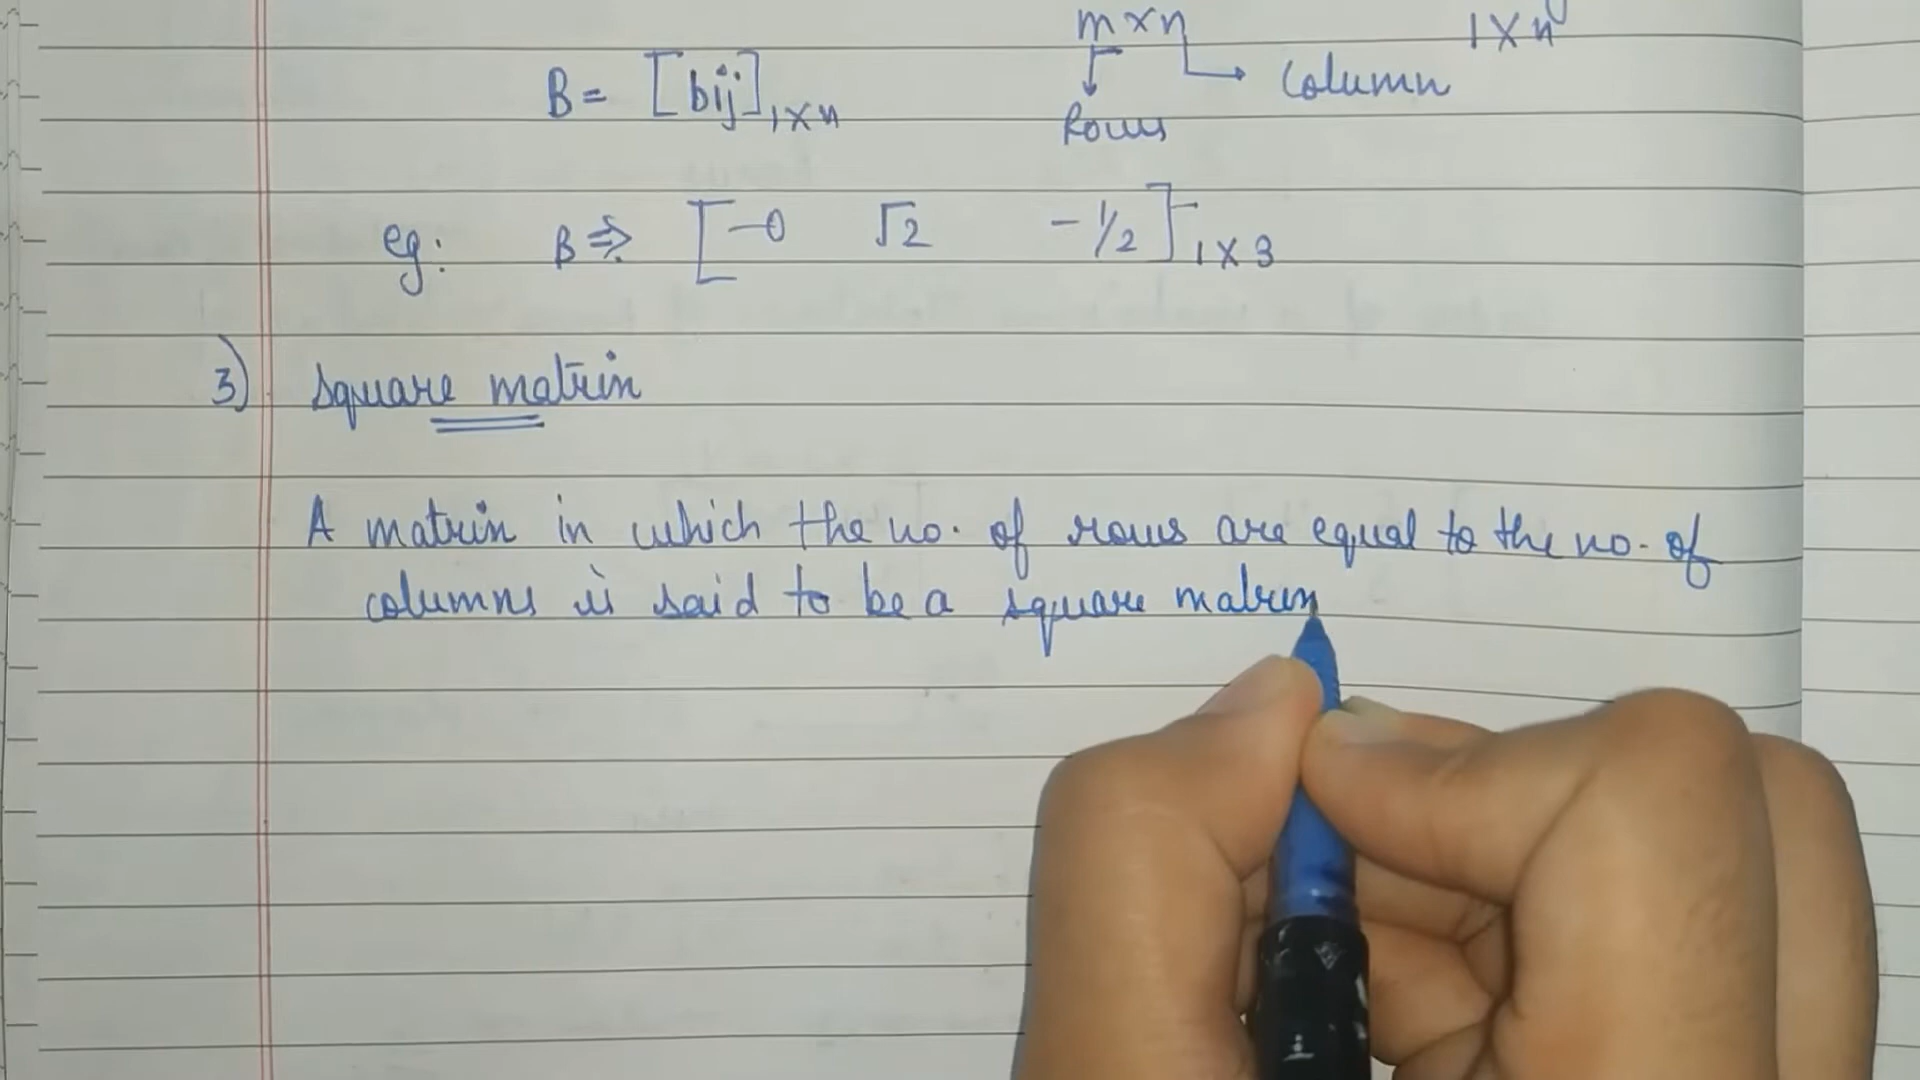 m×n 1×n
B = [bij]1×n column
Rows
eg: B ⇒ [-0 √2 -1/2]1×3
3) Square matrix
A matrix in which the no. of rows are equal to the no. of
columns is said to be a square matrix